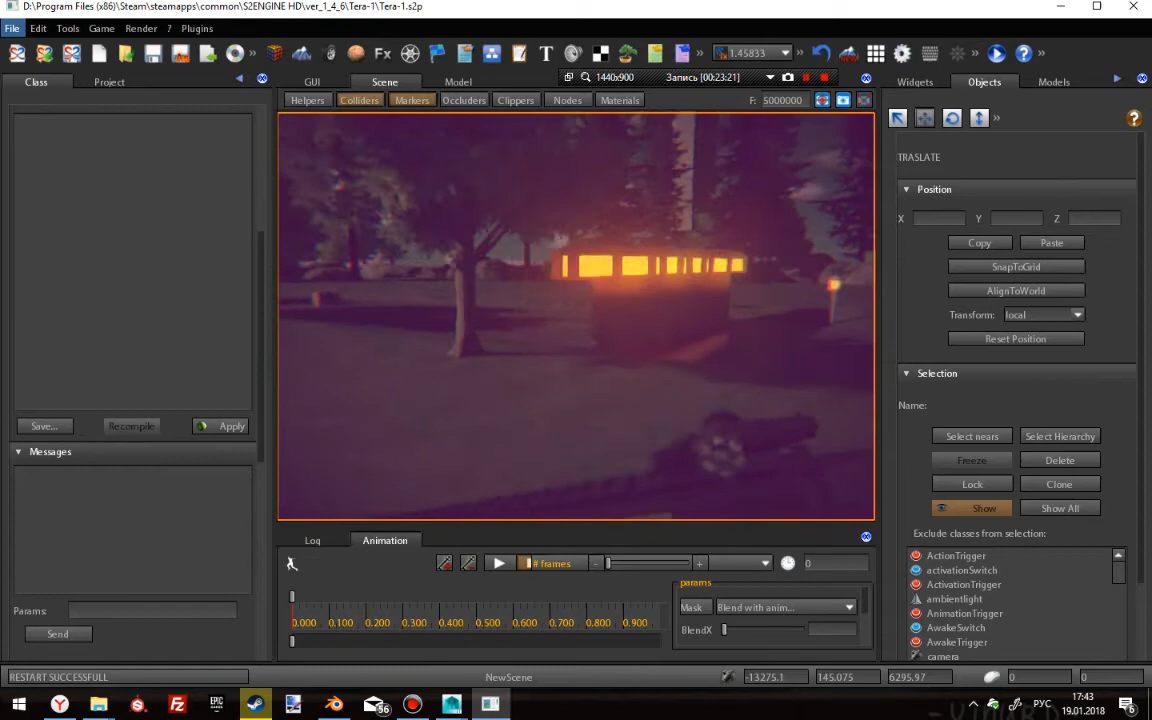 D:\Program Files (x86)\Steam\steamapps\common\S2ENGINE HD\ver_1_4_6\Tera-1\Tera-1.s2p
File Edit Tools Game Render ? Plugins
Fx T 1.45833
Class Project GUI Scene Model 1440x900 Запись [00:23:21] Widgets Objects Models
Helpers Colliders Markers Occluders Clippers Nodes Materials F: 5000000
TRASLATE
Position
X Y Z
Copy Paste
SnapToGrid
AlignToWorld
Transform: local
Reset Position
Selection
Name:
Select nears Select Hierarchy
Freeze Delete
Lock Clone
Show Show All
Exclude classes from selection:
ActionTrigger
activationSwitch
ActivationTrigger
ambientlight
AnimationTrigger
AwakeSwitch
AwakeTrigger
camera
Save... Recompile Apply
Messages
Params:
Send
Log Animation
# frames - + 0
params
Mask Blend with anim...
BlendX
0.000 0.100 0.200 0.300 0.400 0.500 0.600 0.700 0.800 0.900
RESTART SUCCESSFULL NewScene -13275.1 145.075 6295.97 0 0
EPIC 56 РУС 17:43
19.01.2018 6